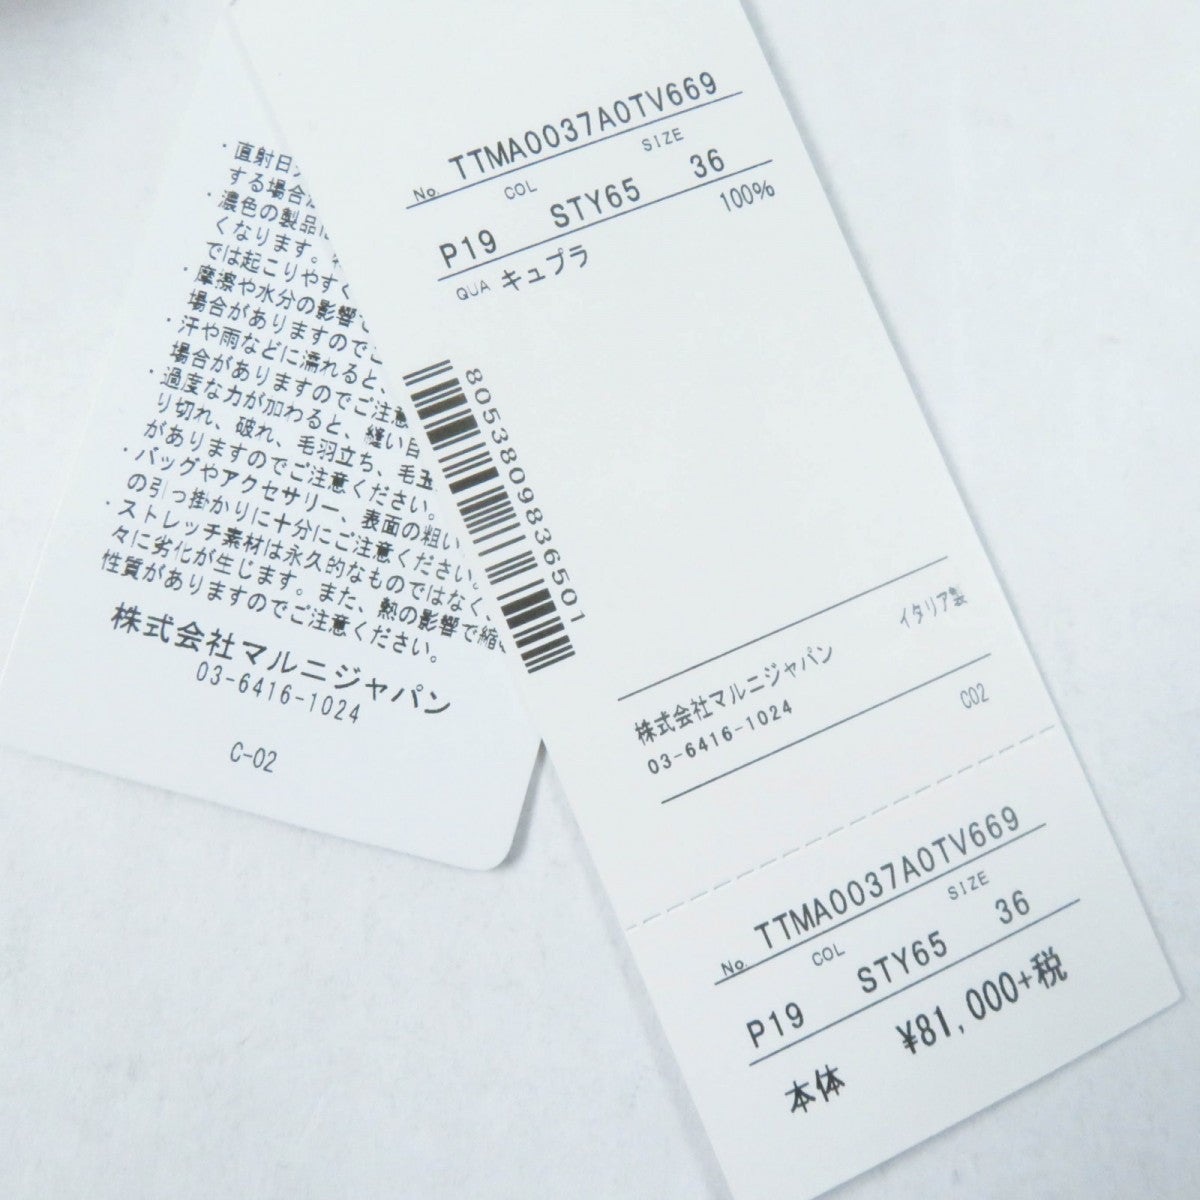 ・直射日
する場合
・濃色の製品に
くなります。
では起こりやすく
・摩擦や水分の影響で
場合がありますのでご
・汗や雨などに濡れると、
場合がありますのでご注意
・過度な力が加わると、縫い目
り切れ、破れ、毛羽立ち、毛玉
がありますのでご注意ください。
・バッグやアクセサリー、表面の粗い
の引っ掛かりに十分にご注意ください。
・ストレッチ素材は永久的なものではなく、
々に劣化が生じます。また、熱の影響で縮
性質がありますのでご注意ください。
株式会社マルニジャパン
03-6416-1024
C-02
No. TTMA0037A0TV669
COL SIZE
P19 STY65 36
QUA キュプラ 100%
8053809836501
イタリア製
株式会社マルニジャパン
03-6416-1024 C02
No. TTMA0037A0TV669
COL SIZE
P19 STY65 36
本体 ¥81,000+税